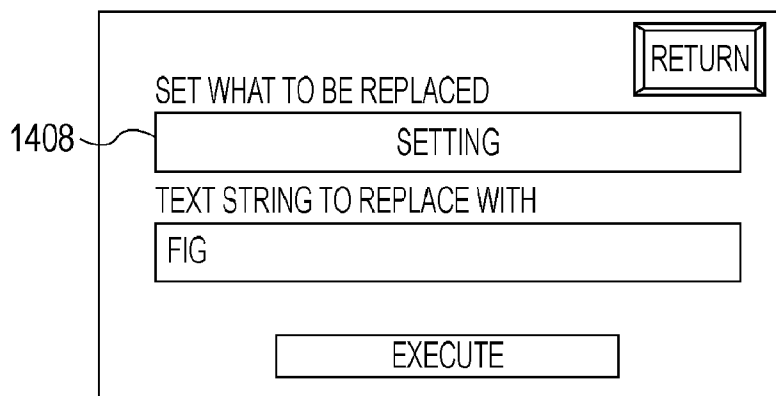 RETURN
SET WHAT TO BE REPLACED
1408
SETTING
TEXT STRING TO REPLACE WITH
FIG
EXECUTE